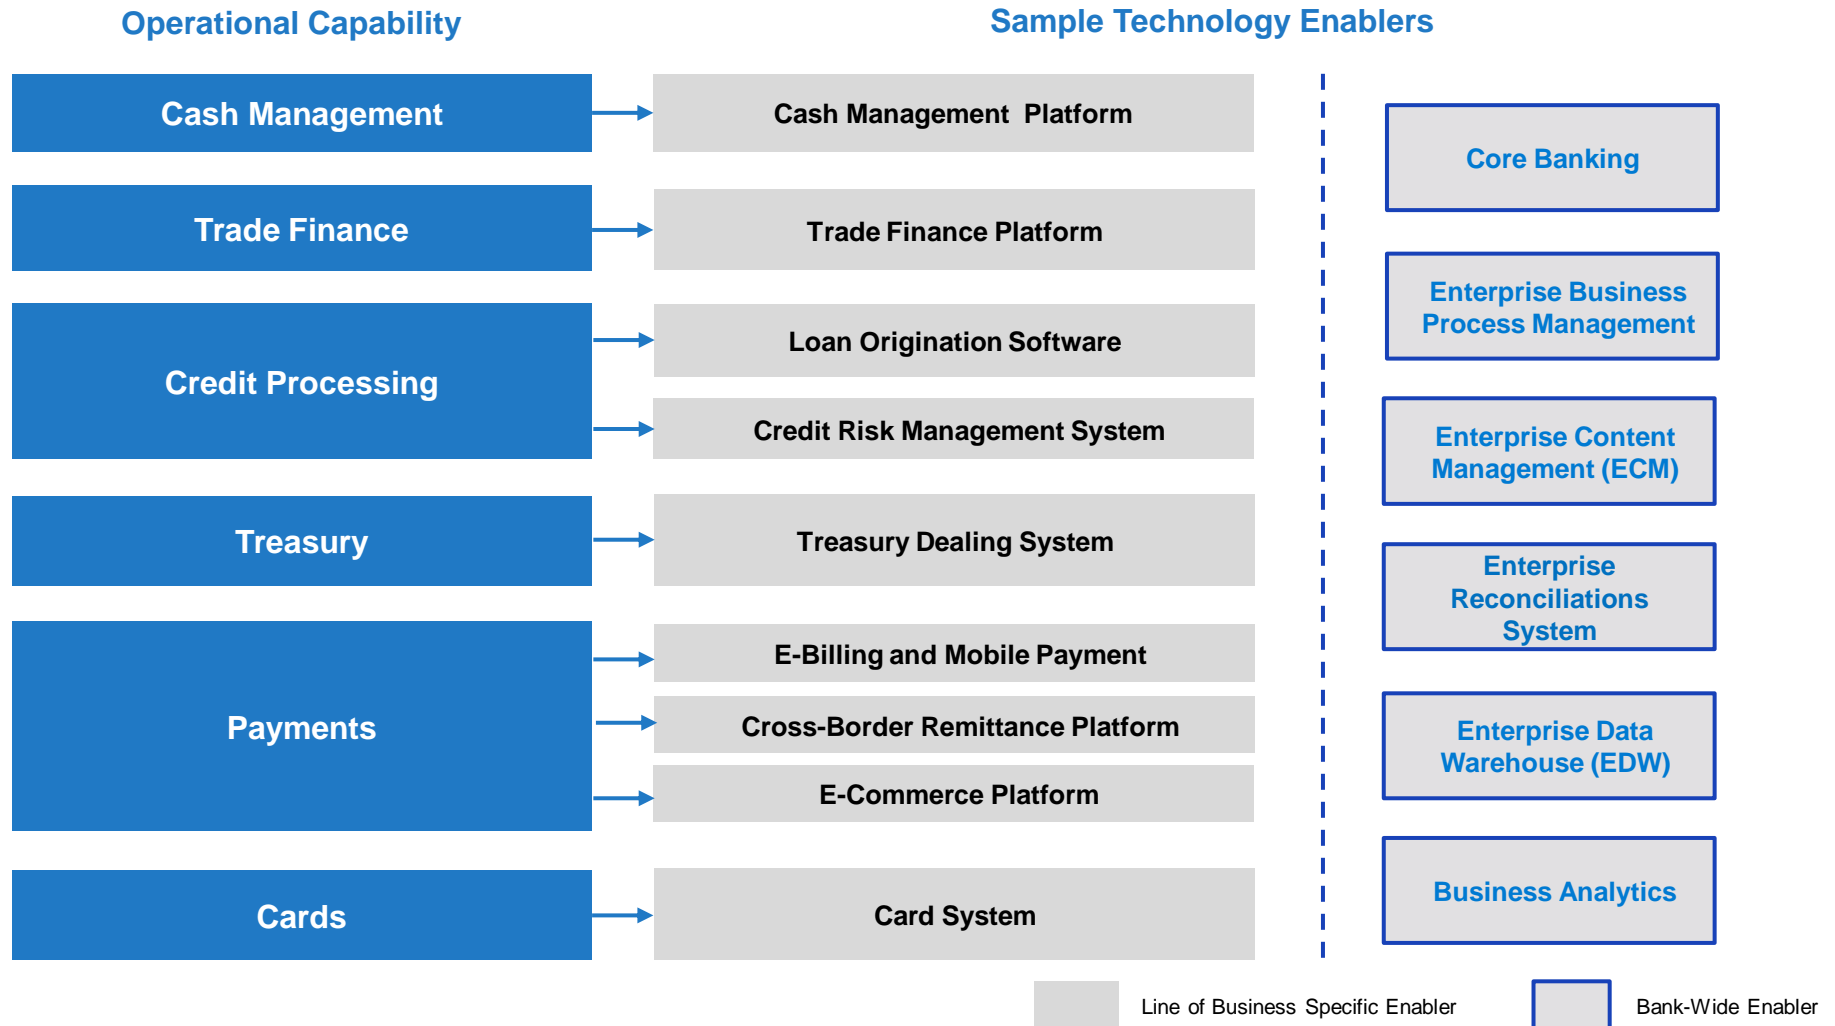 Operational Capability
Sample Technology Enablers
Cash Management
Cash Management Platform
Trade Finance
Trade Finance Platform
Credit Processing
Loan Origination Software
Credit Risk Management System
Treasury
Treasury Dealing System
Payments
E-Billing and Mobile Payment
Cross-Border Remittance Platform
E-Commerce Platform
Cards
Card System
Core Banking
Enterprise Business
Process Management
Enterprise Content
Management (ECM)
Enterprise
Reconciliations
System
Enterprise Data
Warehouse (EDW)
Business Analytics
Line of Business Specific Enabler
Bank-Wide Enabler